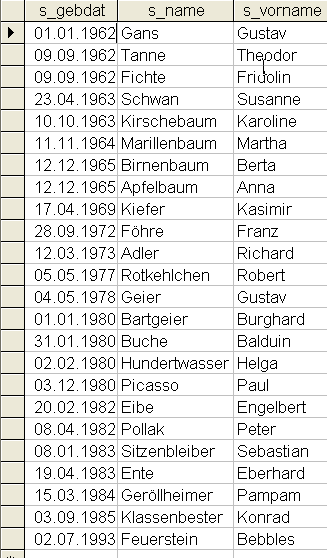 s_gebdat s_name s_vorname
01.01.1962 Gans Gustav
09.09.1962 Tanne Theodor
09.09.1962 Fichte Fridolin
23.04.1963 Schwan Susanne
10.10.1963 Kirschebaum Karoline
11.11.1964 Marillenbaum Martha
12.12.1965 Birnenbaum Berta
12.12.1965 Apfelbaum Anna
17.04.1969 Kiefer Kasimir
28.09.1972 Föhre Franz
12.03.1973 Adler Richard
05.05.1977 Rotkehlchen Robert
04.05.1978 Geier Gustav
01.01.1980 Bartgeier Burghard
31.01.1980 Buche Balduin
02.02.1980 Hundertwasser Helga
03.12.1980 Picasso Paul
20.02.1982 Eibe Engelbert
08.04.1982 Pollak Peter
08.01.1983 Sitzenbleiber Sebastian
19.04.1983 Ente Eberhard
15.03.1984 Geröllheimer Pampam
03.09.1985 Klassenbester Konrad
02.07.1993 Feuerstein Bebbles